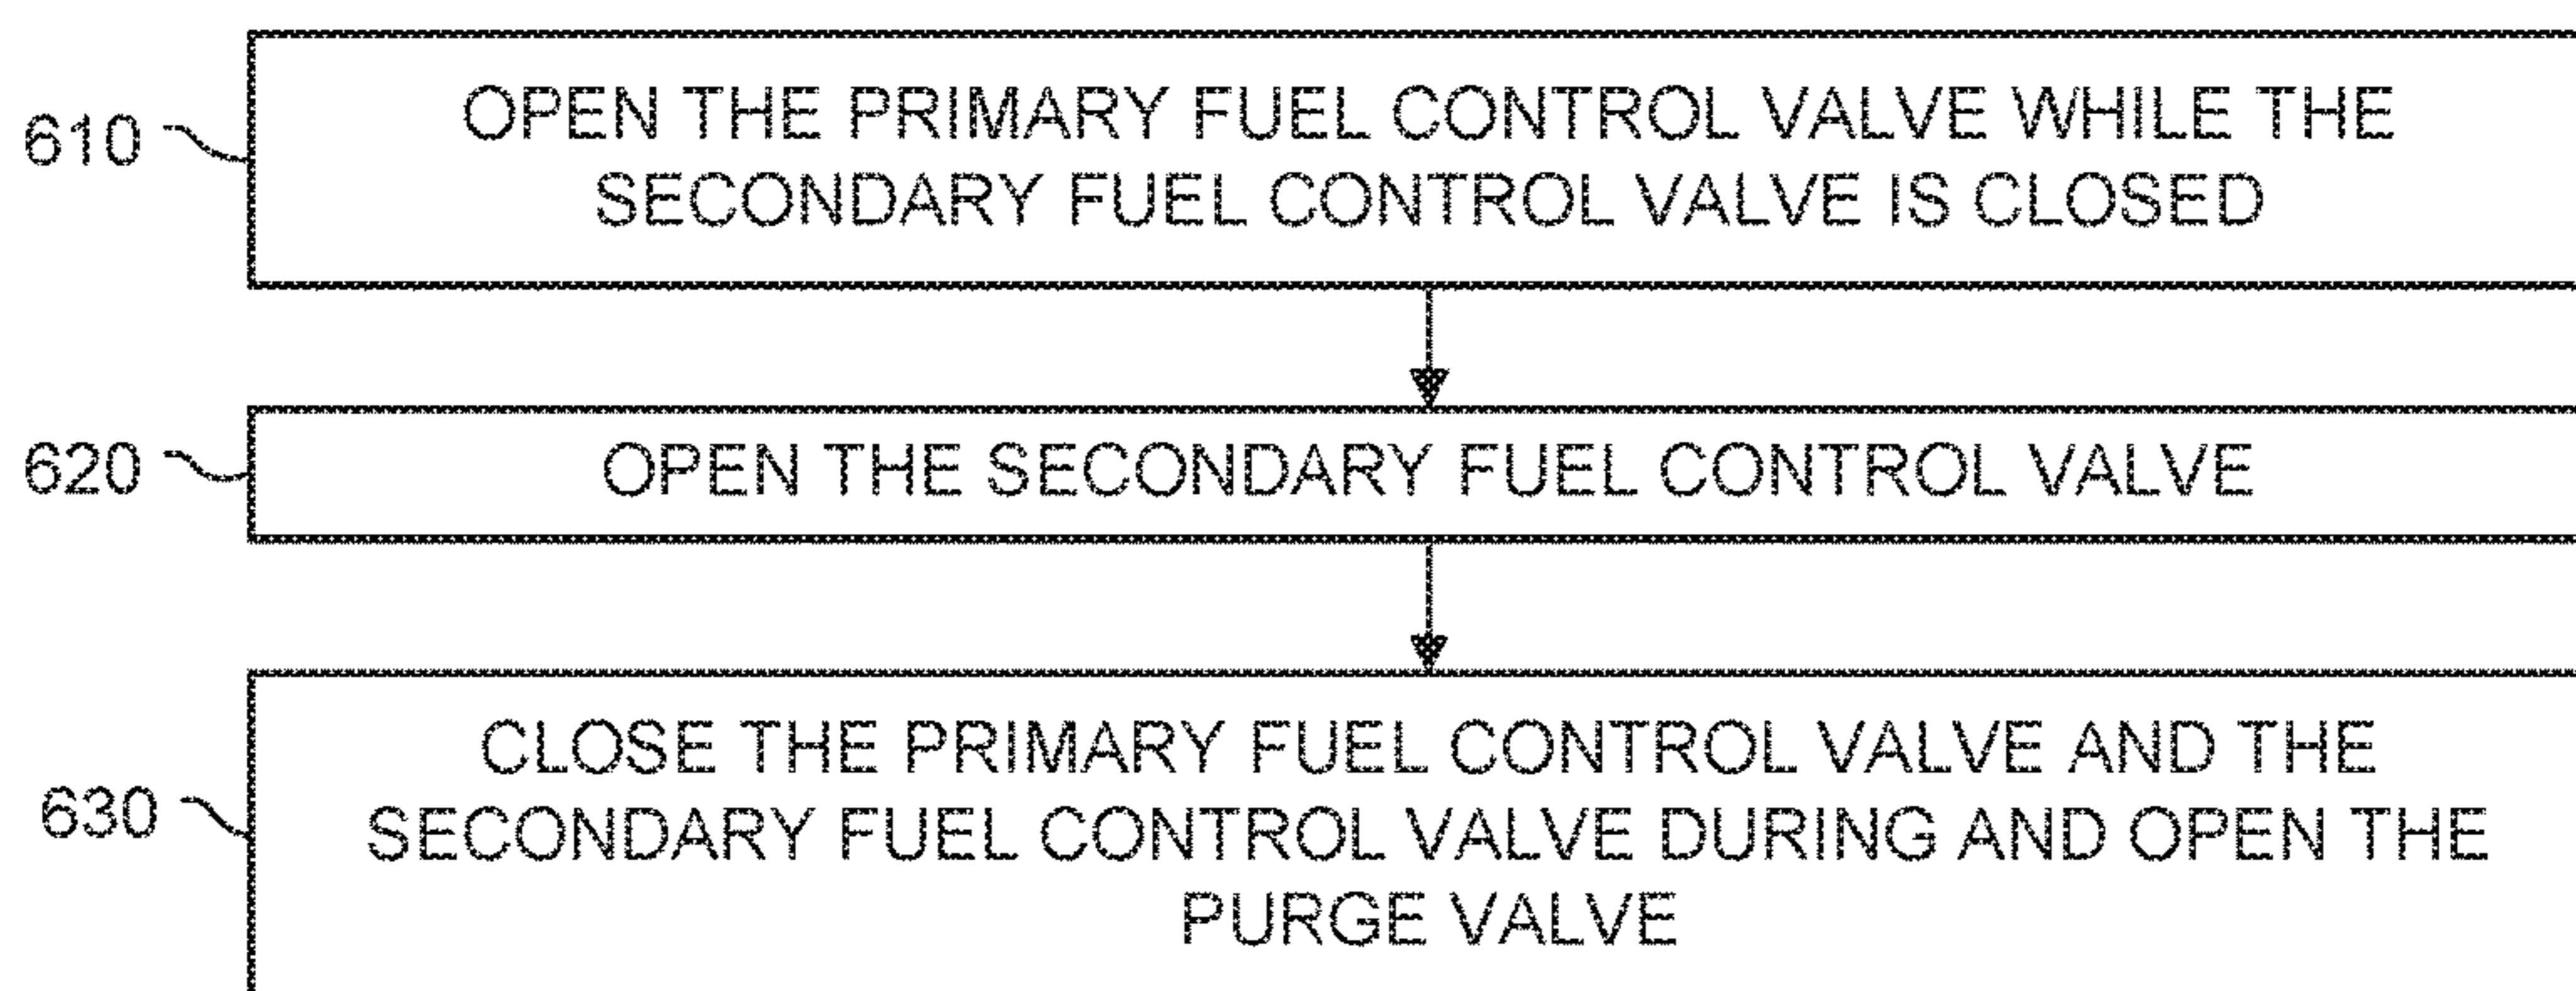 610
OPEN THE PRIMARY FUEL CONTROL VALVE WHILE THE
SECONDARY FUEL CONTROL VALVE IS CLOSED
620
OPEN THE SECONDARY FUEL CONTROL VALVE
630
CLOSE THE PRIMARY FUEL CONTROL VALVE AND THE
SECONDARY FUEL CONTROL VALVE DURING AND OPEN THE
PURGE VALVE